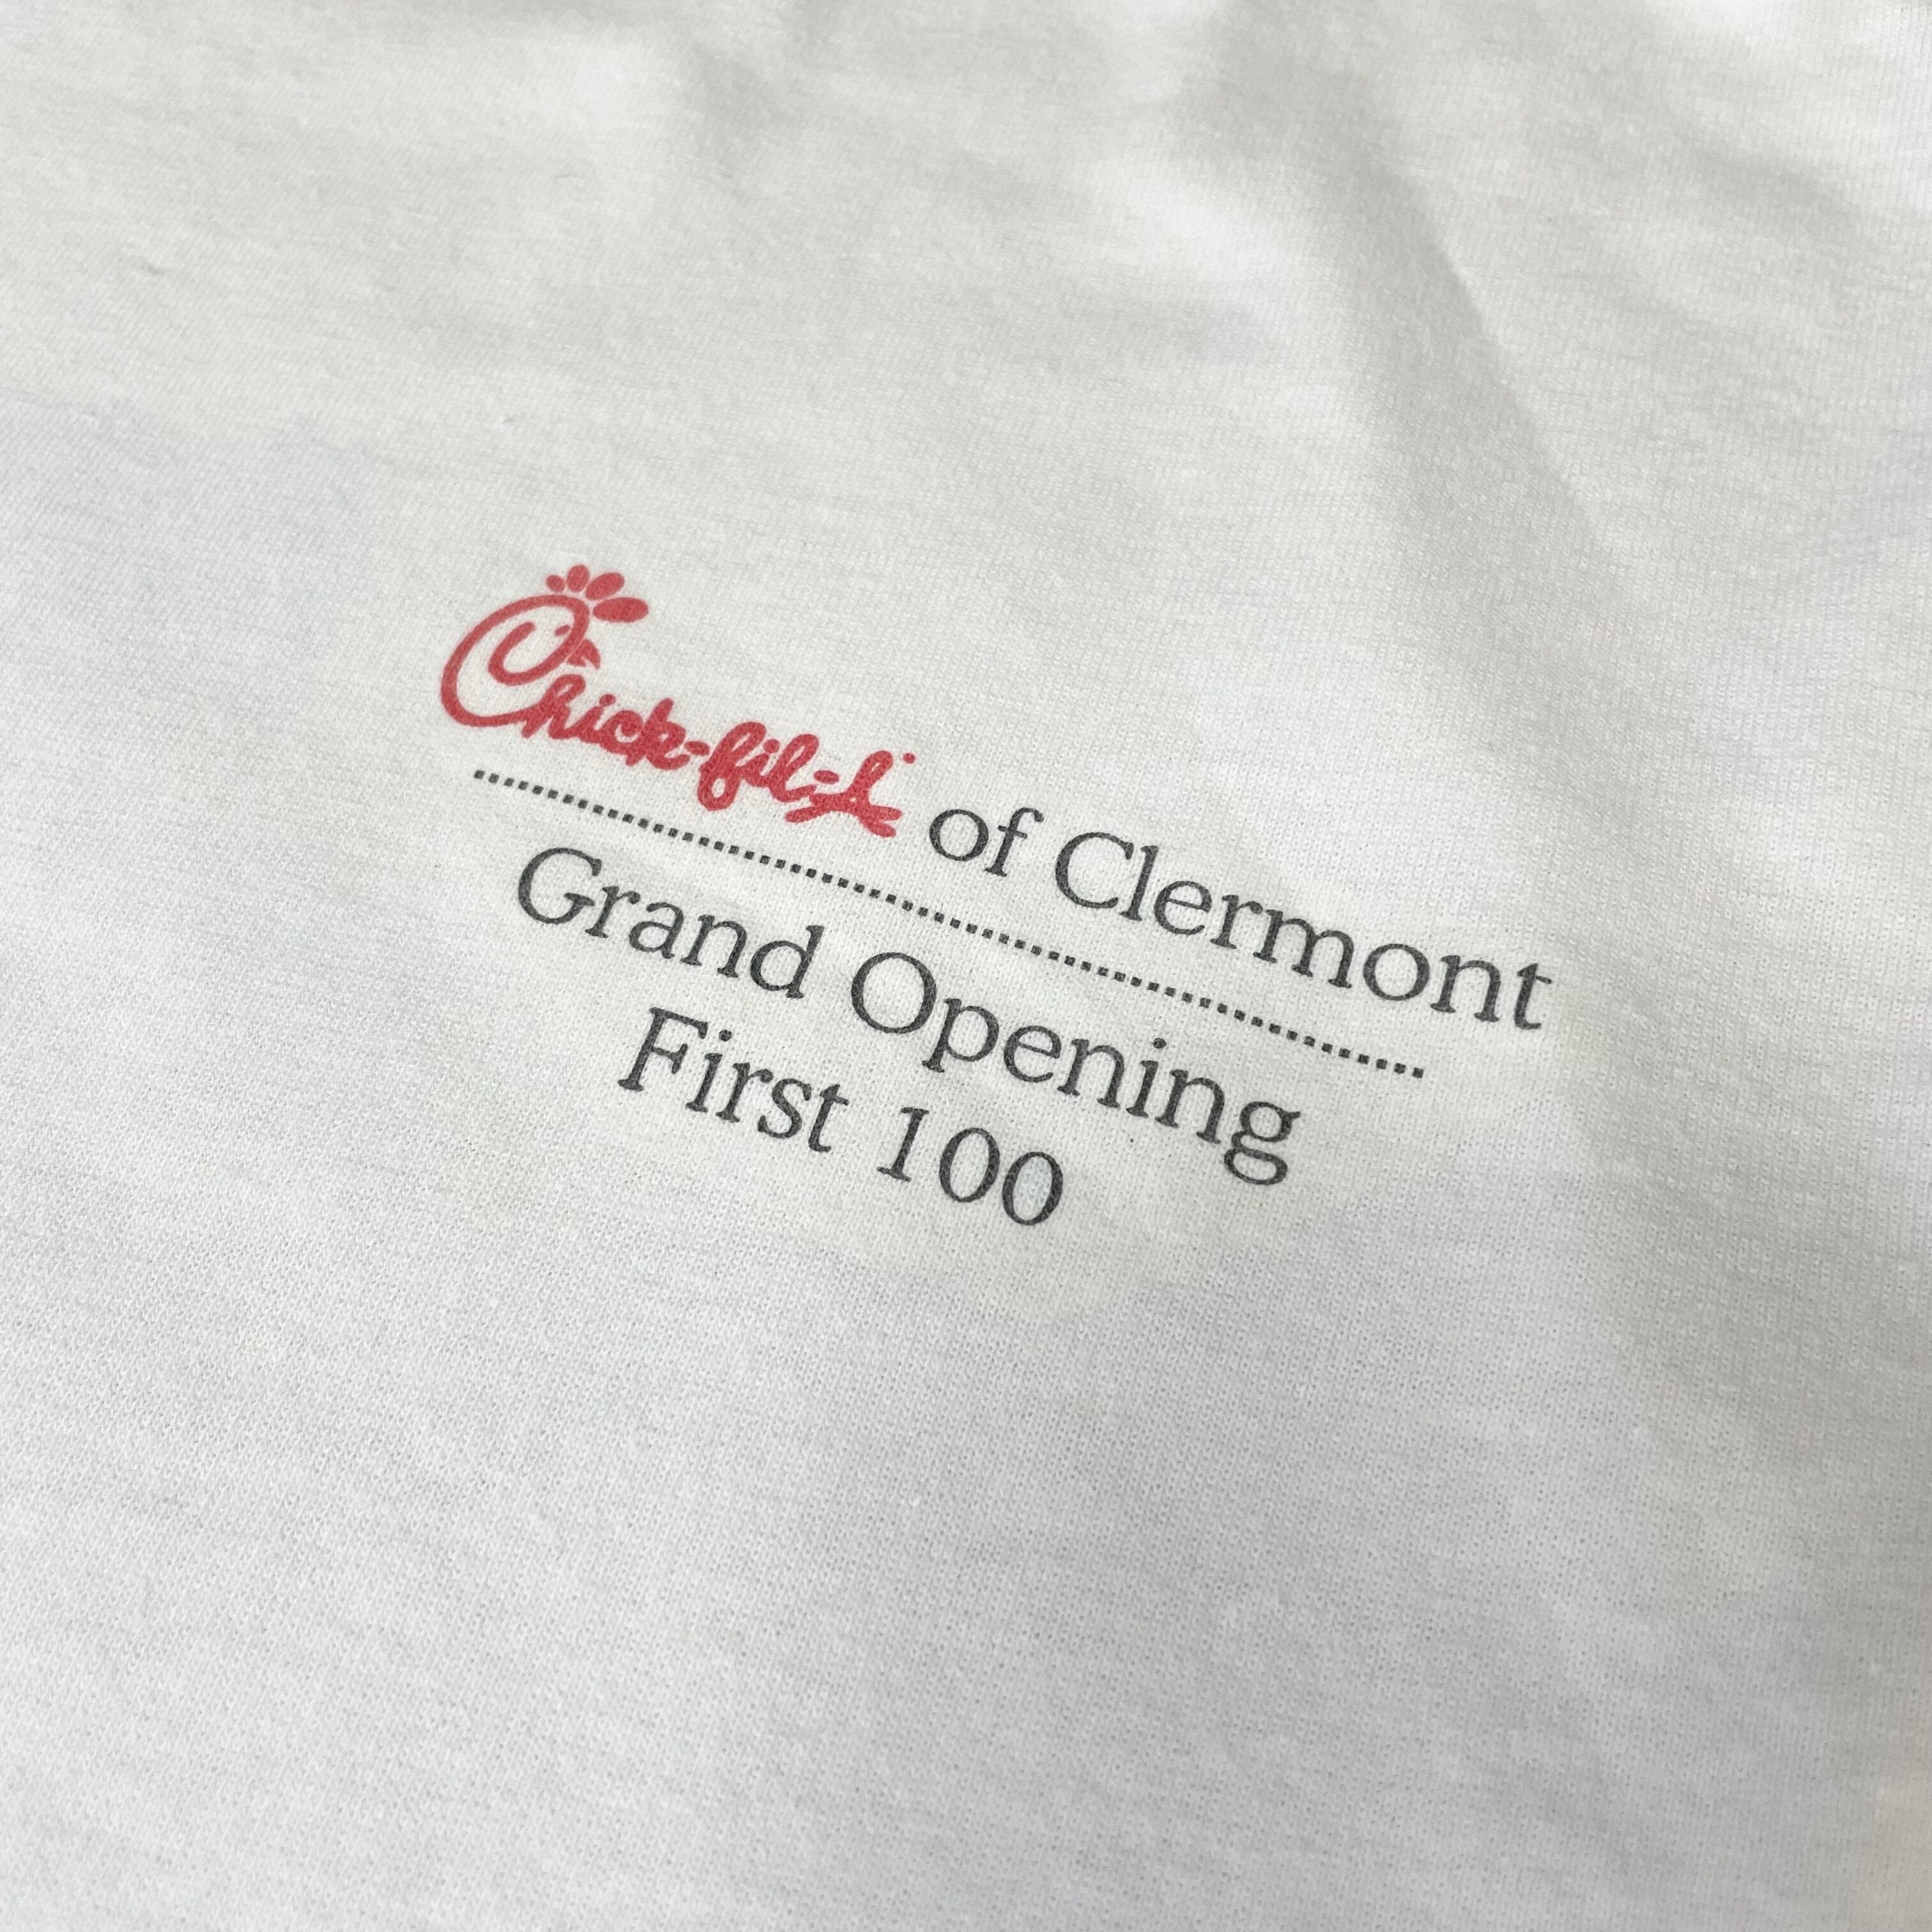 Chick-fil-A of Clermont
Grand Opening
First 100